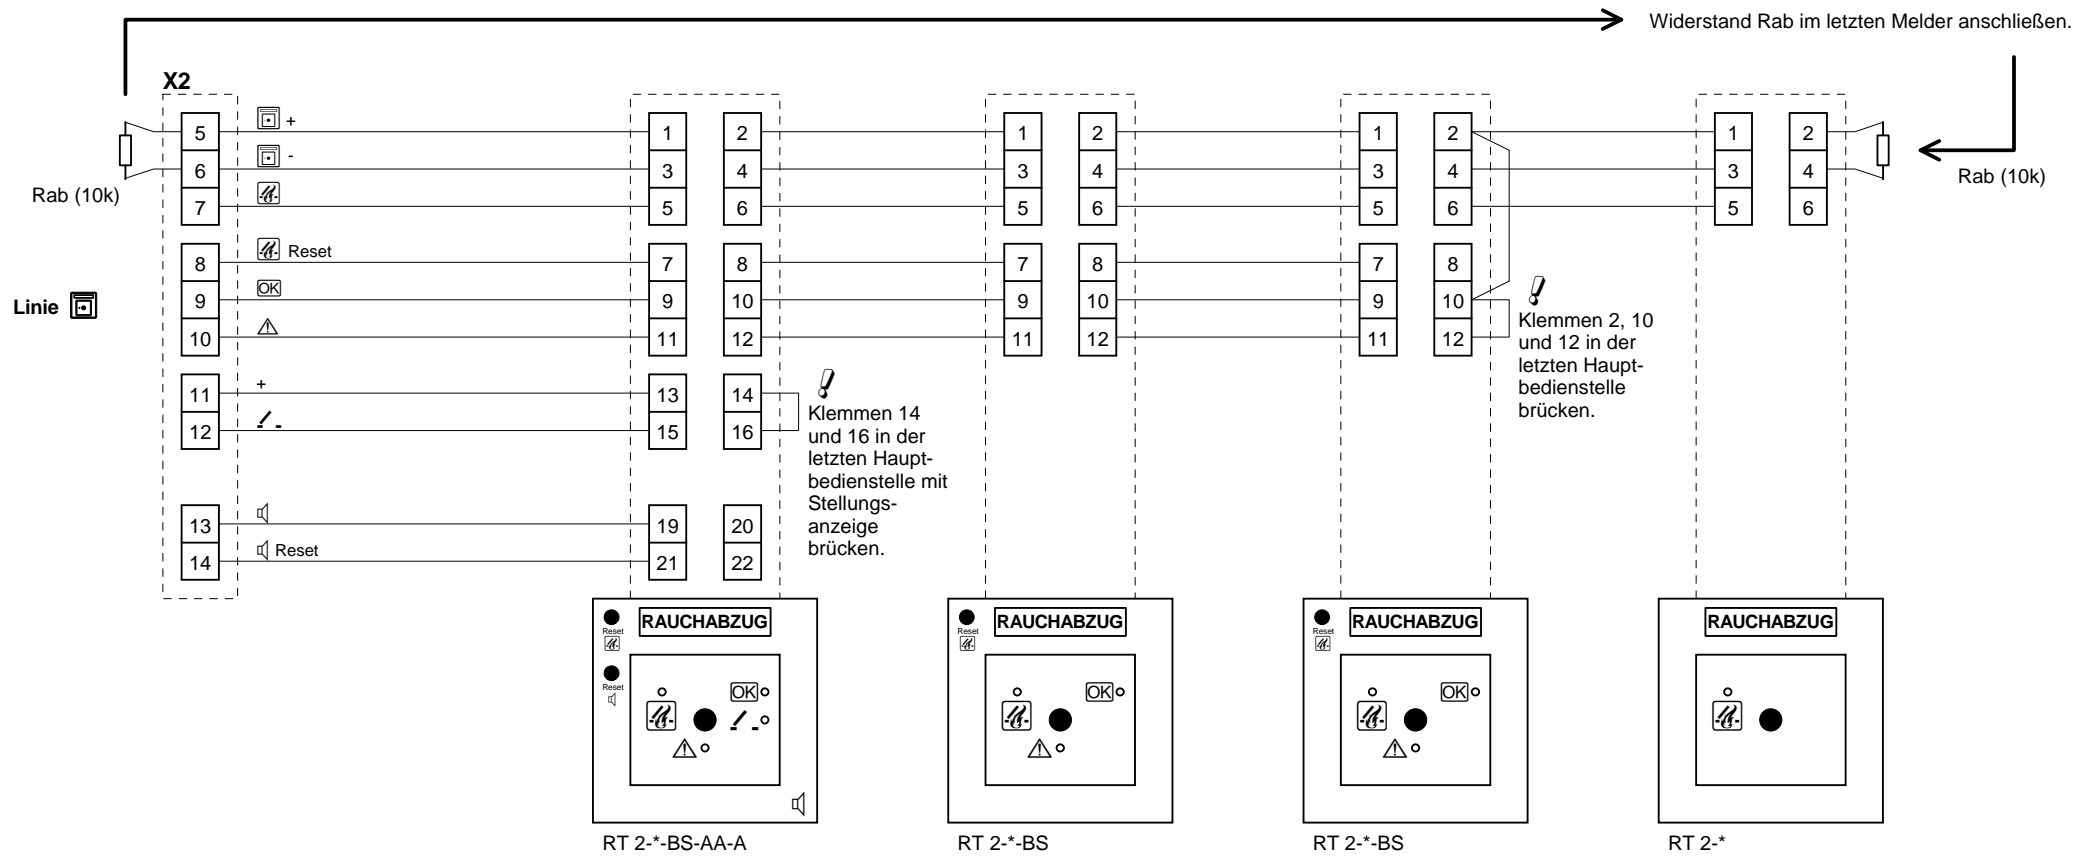 Widerstand Rab im letzten Melder anschließen.
X2
5 + 1 2 1 2 1 2 1 2
6 - 3 4 3 4 3 4 3 4
Rab (10k) Rab (10k)
7 5 6 5 6 5 6 5 6
8 Reset 7 8 7 8 7 8
Linie
9 OK 9 10 9 10 9 10
10 11 12 11 12 11 12
Klemmen 2, 10
und 12 in der
letzten Haupt-
bedienstelle
brücken.
11 + 13 14
12 15 16
Klemmen 14
und 16 in der
letzten Haupt-
bedienstelle mit
Stellungs-
anzeige
brücken.
13 19 20
14 Reset 21 22
RAUCHABZUG
Reset
Reset
OK
RT 2-*-BS-AA-A
RAUCHABZUG
Reset
OK
RT 2-*-BS
RAUCHABZUG
Reset
OK
RT 2-*-BS
RAUCHABZUG
RT 2-*